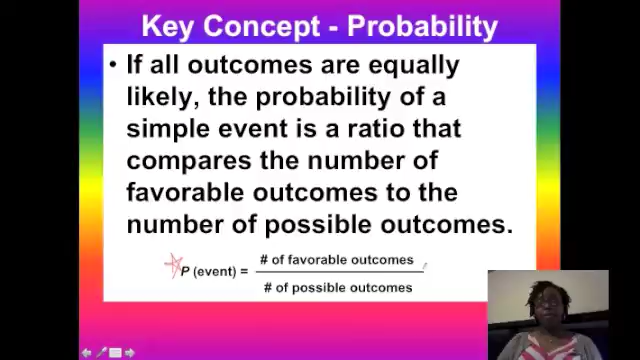 Key Concept - Probability
• If all outcomes are equally
likely, the probability of a
simple event is a ratio that
compares the number of
favorable outcomes to the
number of possible outcomes.
P (event) = # of favorable outcomes
# of possible outcomes